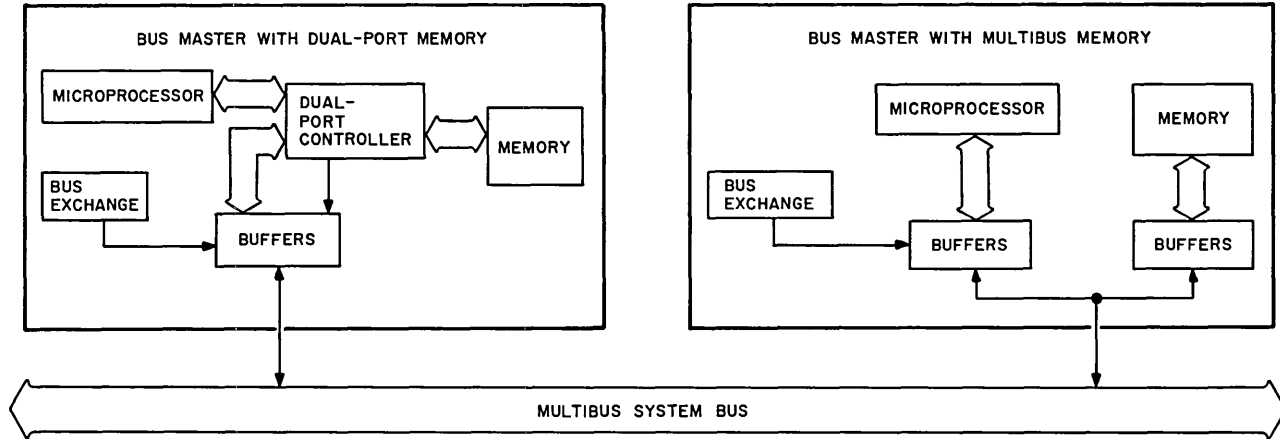 BUS MASTER WITH DUAL-PORT MEMORY
MICROPROCESSOR
DUAL-
PORT
CONTROLLER
MEMORY
BUS
EXCHANGE
BUFFERS
BUS MASTER WITH MULTIBUS MEMORY
MICROPROCESSOR
MEMORY
BUS
EXCHANGE
BUFFERS
BUFFERS
MULTIBUS SYSTEM BUS